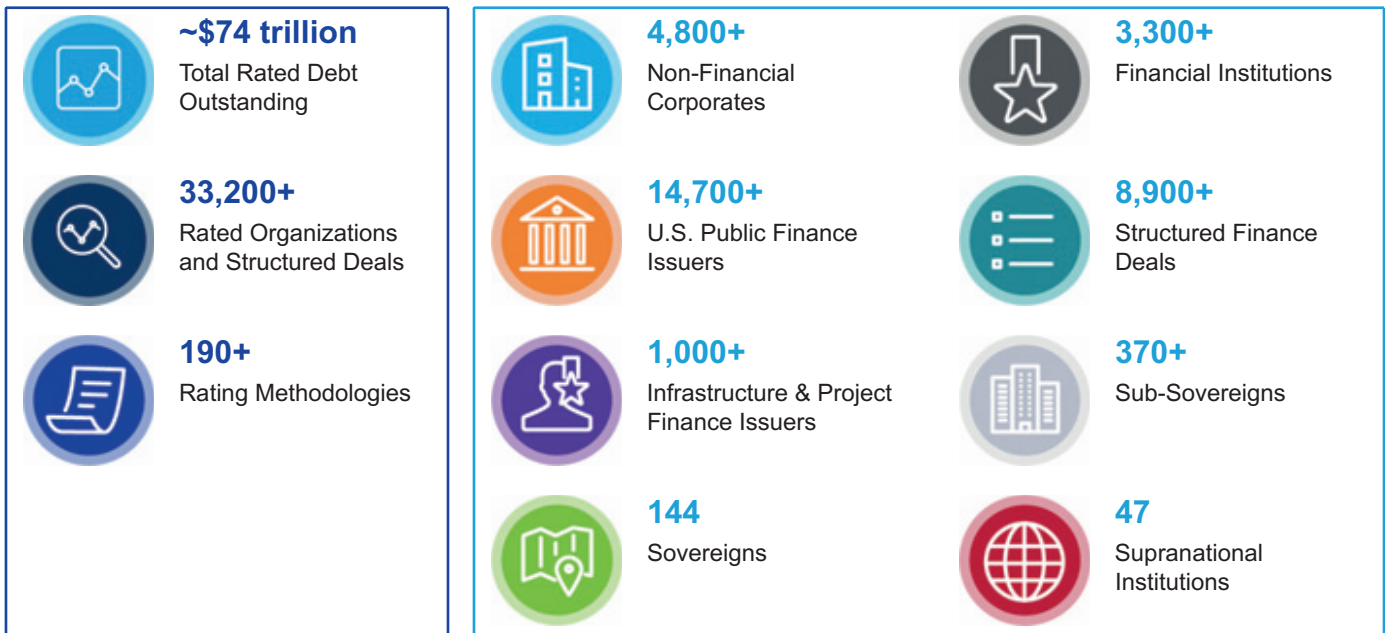 ~$74 trillion
Total Rated Debt
Outstanding
33,200+
Rated Organizations
and Structured Deals
190+
Rating Methodologies
4,800+
Non-Financial
Corporates
3,300+
Financial Institutions
14,700+
U.S. Public Finance
Issuers
8,900+
Structured Finance
Deals
1,000+
Infrastructure & Project
Finance Issuers
370+
Sub-Sovereigns
144
Sovereigns
47
Supranational
Institutions